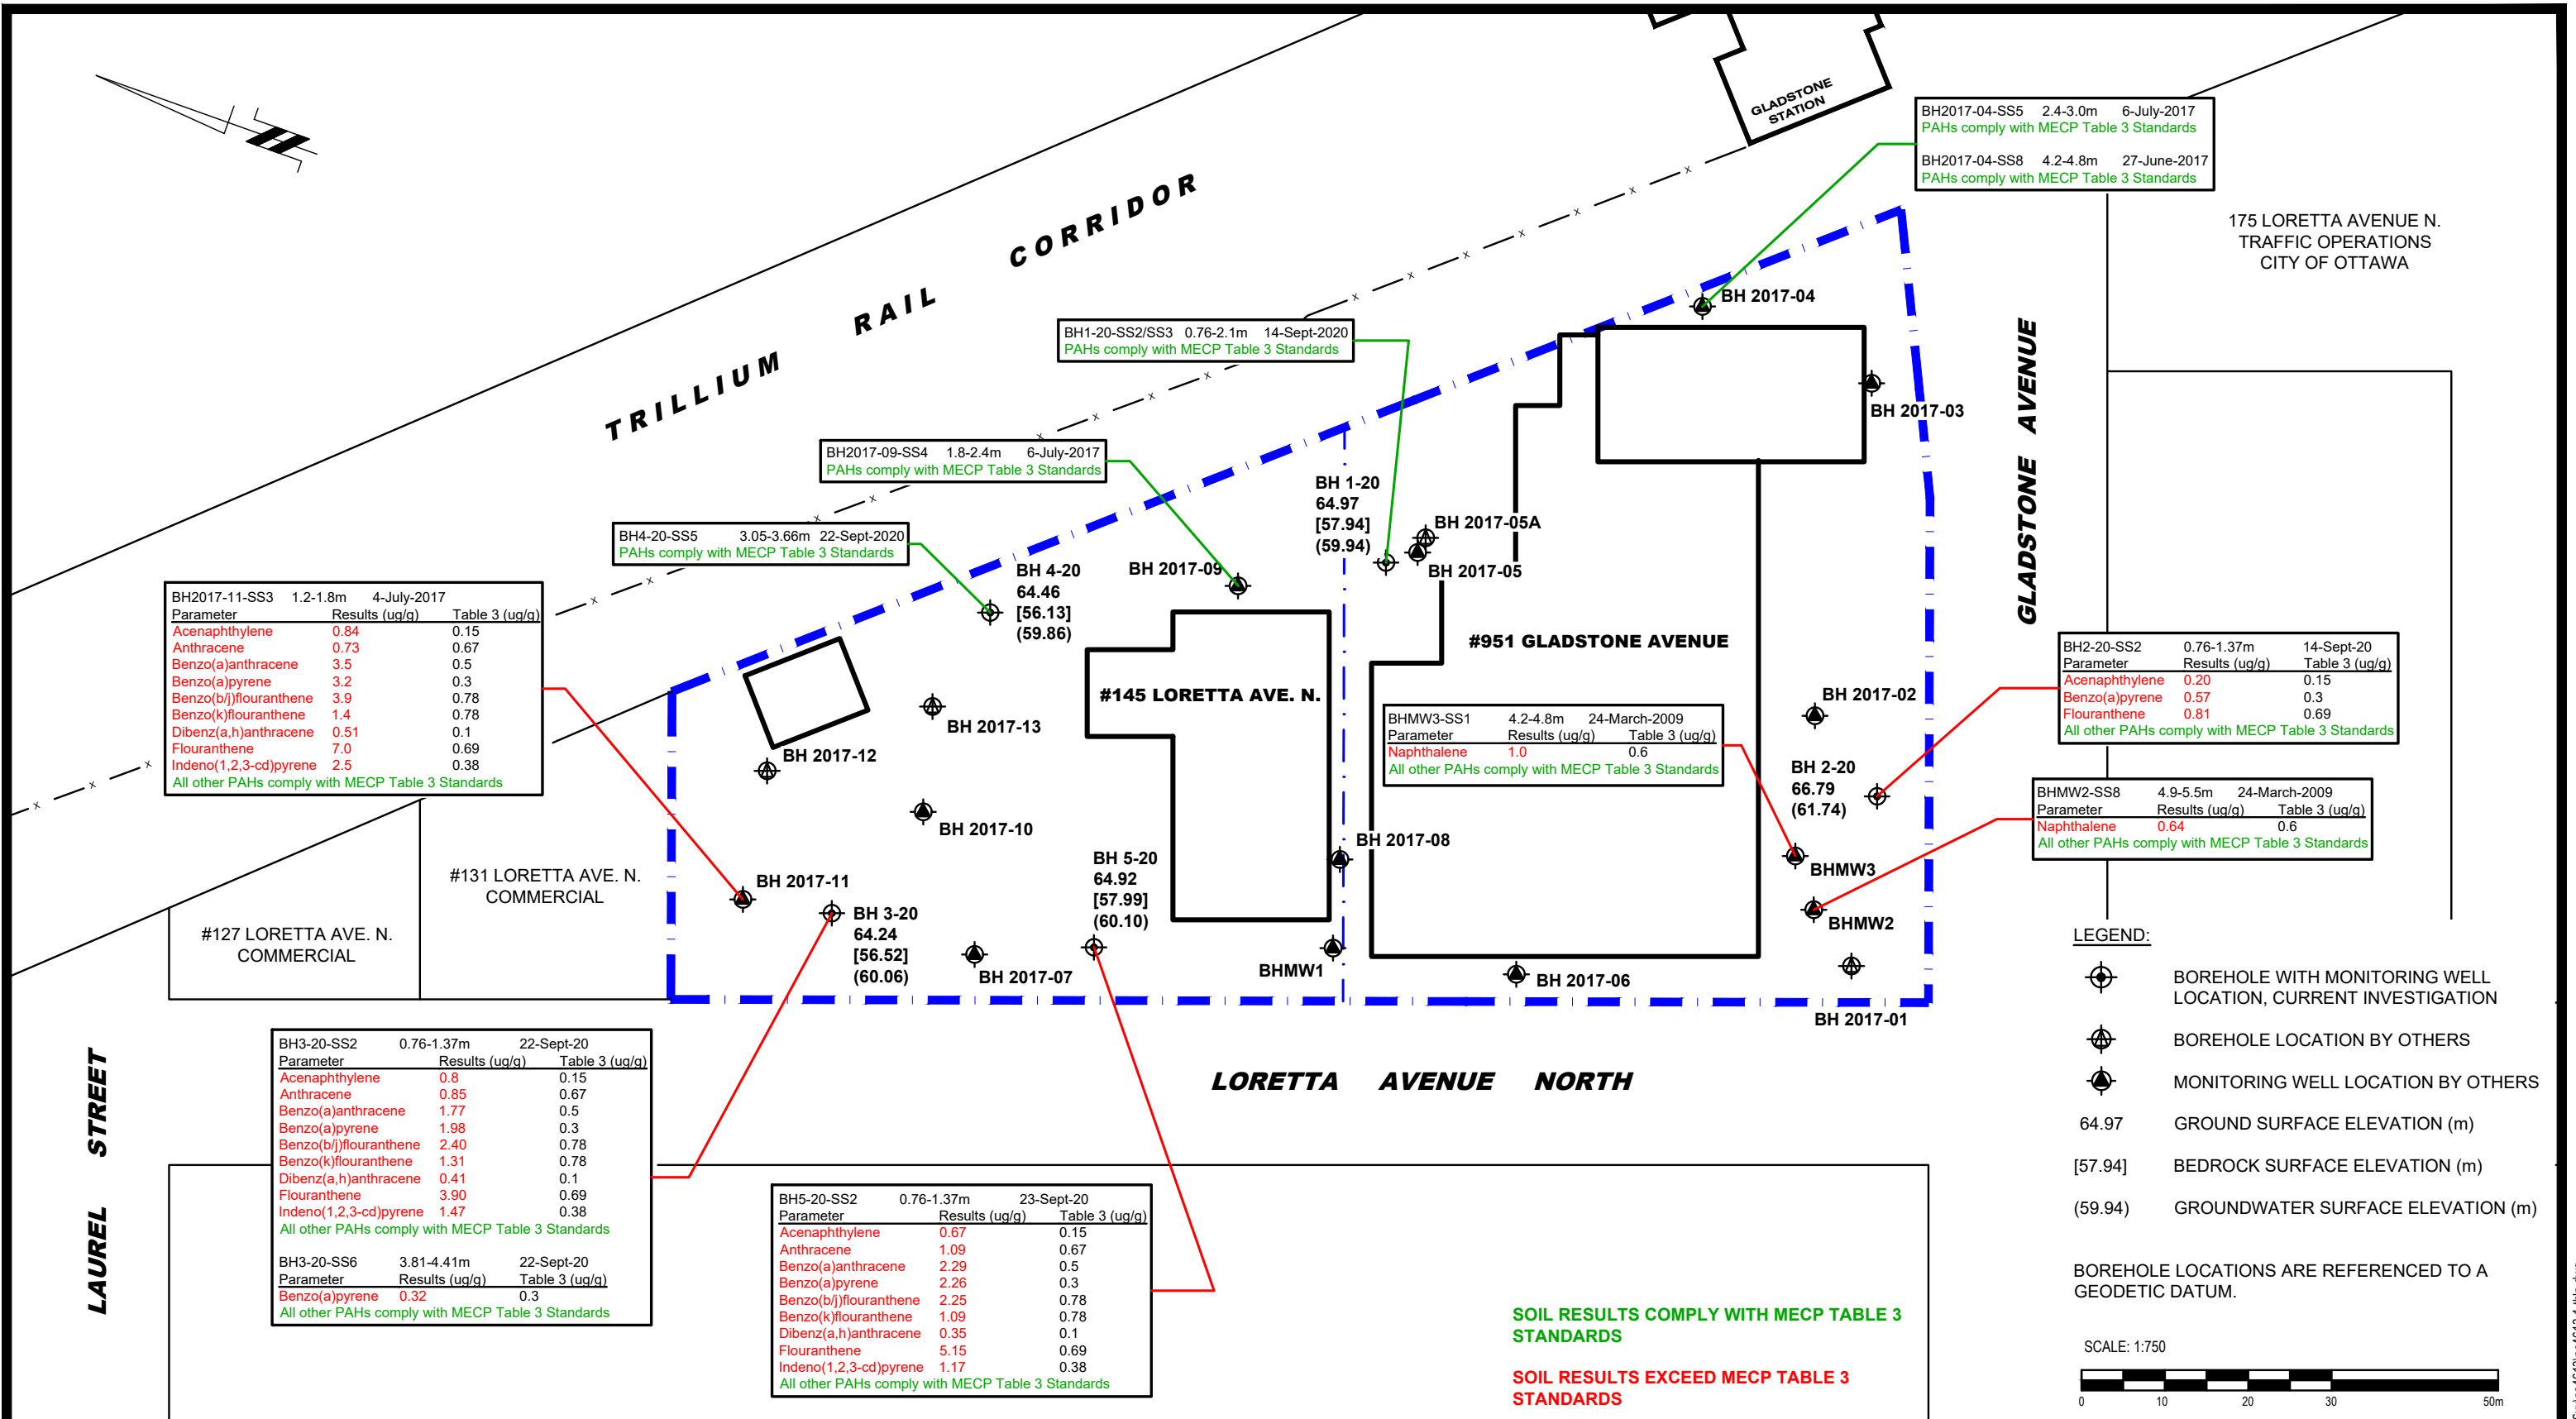 GLADSTONE
STATION
BH2017-04-SS5 2.4-3.0m 6-July-2017
PAHs comply with MECP Table 3 Standards
BH2017-04-SS8 4.2-4.8m 27-June-2017
PAHs comply with MECP Table 3 Standards
175 LORETTA AVENUE N.
TRAFFIC OPERATIONS
CITY OF OTTAWA
TRILLIUM RAIL CORRIDOR
BH 2017-04
BH1-20-SS2/SS3 0.76-2.1m 14-Sept-2020
PAHs comply with MECP Table 3 Standards
GLADSTONE AVENUE
BH 2017-03
BH2017-09-SS4 1.8-2.4m 6-July-2017
PAHs comply with MECP Table 3 Standards
BH 1-20
64.97
[57.94]
(59.94)
BH 2017-05A
BH 2017-05
BH4-20-SS5 3.05-3.66m 22-Sept-2020
PAHs comply with MECP Table 3 Standards
BH 4-20
64.46
[56.13]
(59.86)
BH 2017-09
BH2017-11-SS3 1.2-1.8m 4-July-2017
Parameter Results (ug/g) Table 3 (ug/g)
Acenaphthylene 0.84 0.15
Anthracene 0.73 0.67
Benzo(a)anthracene 3.5 0.5
Benzo(a)pyrene 3.2 0.3
Benzo(b/j)flouranthene 3.9 0.78
Benzo(k)flouranthene 1.4 0.78
Dibenz(a,h)anthracene 0.51 0.1
Flouranthene 7.0 0.69
Indeno(1,2,3-cd)pyrene 2.5 0.38
All other PAHs comply with MECP Table 3 Standards
#951 GLADSTONE AVENUE
#145 LORETTA AVE. N.
BH2-20-SS2 0.76-1.37m 14-Sept-20
Parameter Results (ug/g) Table 3 (ug/g)
Acenaphthylene 0.20 0.15
Benzo(a)pyrene 0.57 0.3
Flouranthene 0.81 0.69
All other PAHs comply with MECP Table 3 Standards
BH 2017-02
BH 2017-13
BH 2017-12
BHMW3-SS1 4.2-4.8m 24-March-2009
Parameter Results (ug/g) Table 3 (ug/g)
Naphthalene 1.0 0.6
All other PAHs comply with MECP Table 3 Standards
BH 2-20
66.79
(61.74)
BHMW2-SS8 4.9-5.5m 24-March-2009
Parameter Results (ug/g) Table 3 (ug/g)
Naphthalene 0.64 0.6
All other PAHs comply with MECP Table 3 Standards
BH 2017-10
BH 2017-08
BH 5-20
64.92
[57.99]
(60.10)
BHMW3
#131 LORETTA AVE. N.
COMMERCIAL
BH 2017-11
BH 3-20
64.24
[56.52]
(60.06)
BHMW2
#127 LORETTA AVE. N.
COMMERCIAL
BH 2017-07
BHMW1
BH 2017-06
BH 2017-01
LEGEND:
BOREHOLE WITH MONITORING WELL
LOCATION, CURRENT INVESTIGATION
BOREHOLE LOCATION BY OTHERS
MONITORING WELL LOCATION BY OTHERS
64.97 GROUND SURFACE ELEVATION (m)
[57.94] BEDROCK SURFACE ELEVATION (m)
(59.94) GROUNDWATER SURFACE ELEVATION (m)
BOREHOLE LOCATIONS ARE REFERENCED TO A
GEODETIC DATUM.
SCALE: 1:750
0 10 20 30 50m
LORETTA AVENUE NORTH
LAUREL STREET
BH3-20-SS2 0.76-1.37m 22-Sept-20
Parameter Results (ug/g) Table 3 (ug/g)
Acenaphthylene 0.8 0.15
Anthracene 0.85 0.67
Benzo(a)anthracene 1.77 0.5
Benzo(a)pyrene 1.98 0.3
Benzo(b/j)flouranthene 2.40 0.78
Benzo(k)flouranthene 1.31 0.78
Dibenz(a,h)anthracene 0.41 0.1
Flouranthene 3.90 0.69
Indeno(1,2,3-cd)pyrene 1.47 0.38
All other PAHs comply with MECP Table 3 Standards
BH3-20-SS6 3.81-4.41m 22-Sept-20
Parameter Results (ug/g) Table 3 (ug/g)
Benzo(a)pyrene 0.32 0.3
All other PAHs comply with MECP Table 3 Standards
BH5-20-SS2 0.76-1.37m 23-Sept-20
Parameter Results (ug/g) Table 3 (ug/g)
Acenaphthylene 0.67 0.15
Anthracene 1.09 0.67
Benzo(a)anthracene 2.29 0.5
Benzo(a)pyrene 2.26 0.3
Benzo(b/j)flouranthene 2.25 0.78
Benzo(k)flouranthene 1.09 0.78
Dibenz(a,h)anthracene 0.35 0.1
Flouranthene 5.15 0.69
Indeno(1,2,3-cd)pyrene 1.17 0.38
All other PAHs comply with MECP Table 3 Standards
SOIL RESULTS COMPLY WITH MECP TABLE 3
STANDARDS
SOIL RESULTS EXCEED MECP TABLE 3
STANDARDS